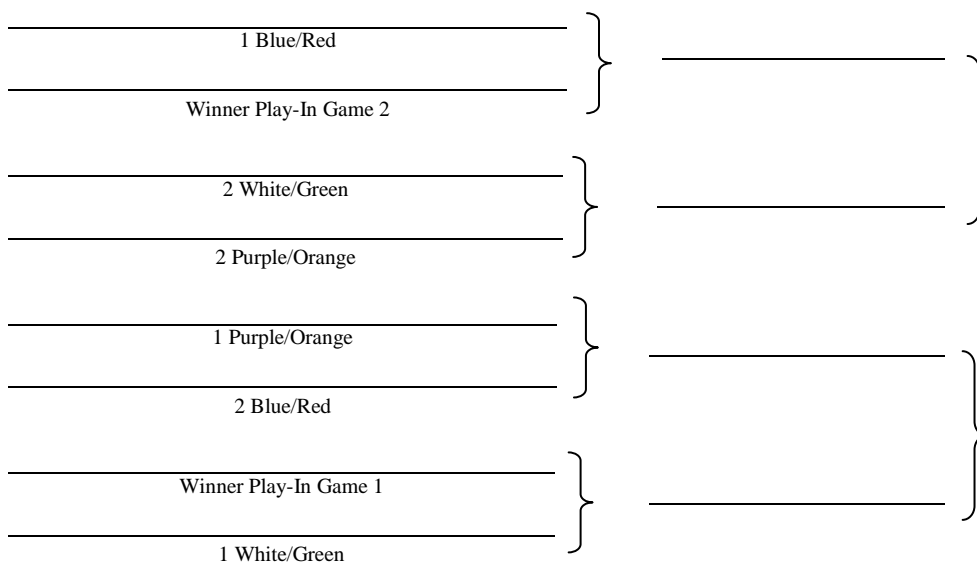 1 Blue/Red
Winner Play-In Game 2
2 White/Green
2 Purple/Orange
1 Purple/Orange
2 Blue/Red
Winner Play-In Game 1
1 White/Green